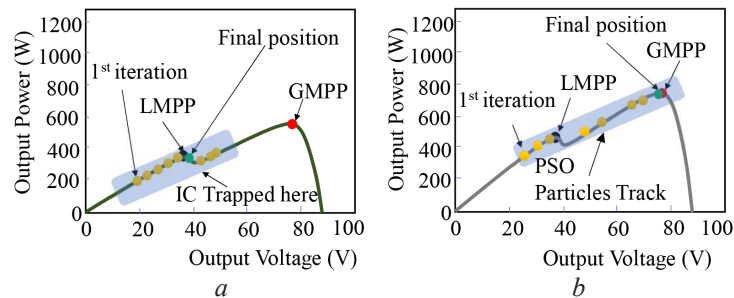 Output Power (W)
1200
1000
800
600
400
200
0
0
20
40
60
80
100
Output Voltage (V)
Final position
1st iteration
LMPP
GMPP
IC Trapped here
a
Output Power (W)
1200
1000
800
600
400
200
0
0
20
40
60
80
100
Output Voltage (V)
Final position
GMPP
LMPP
1st iteration
PSO
Particles Track
b